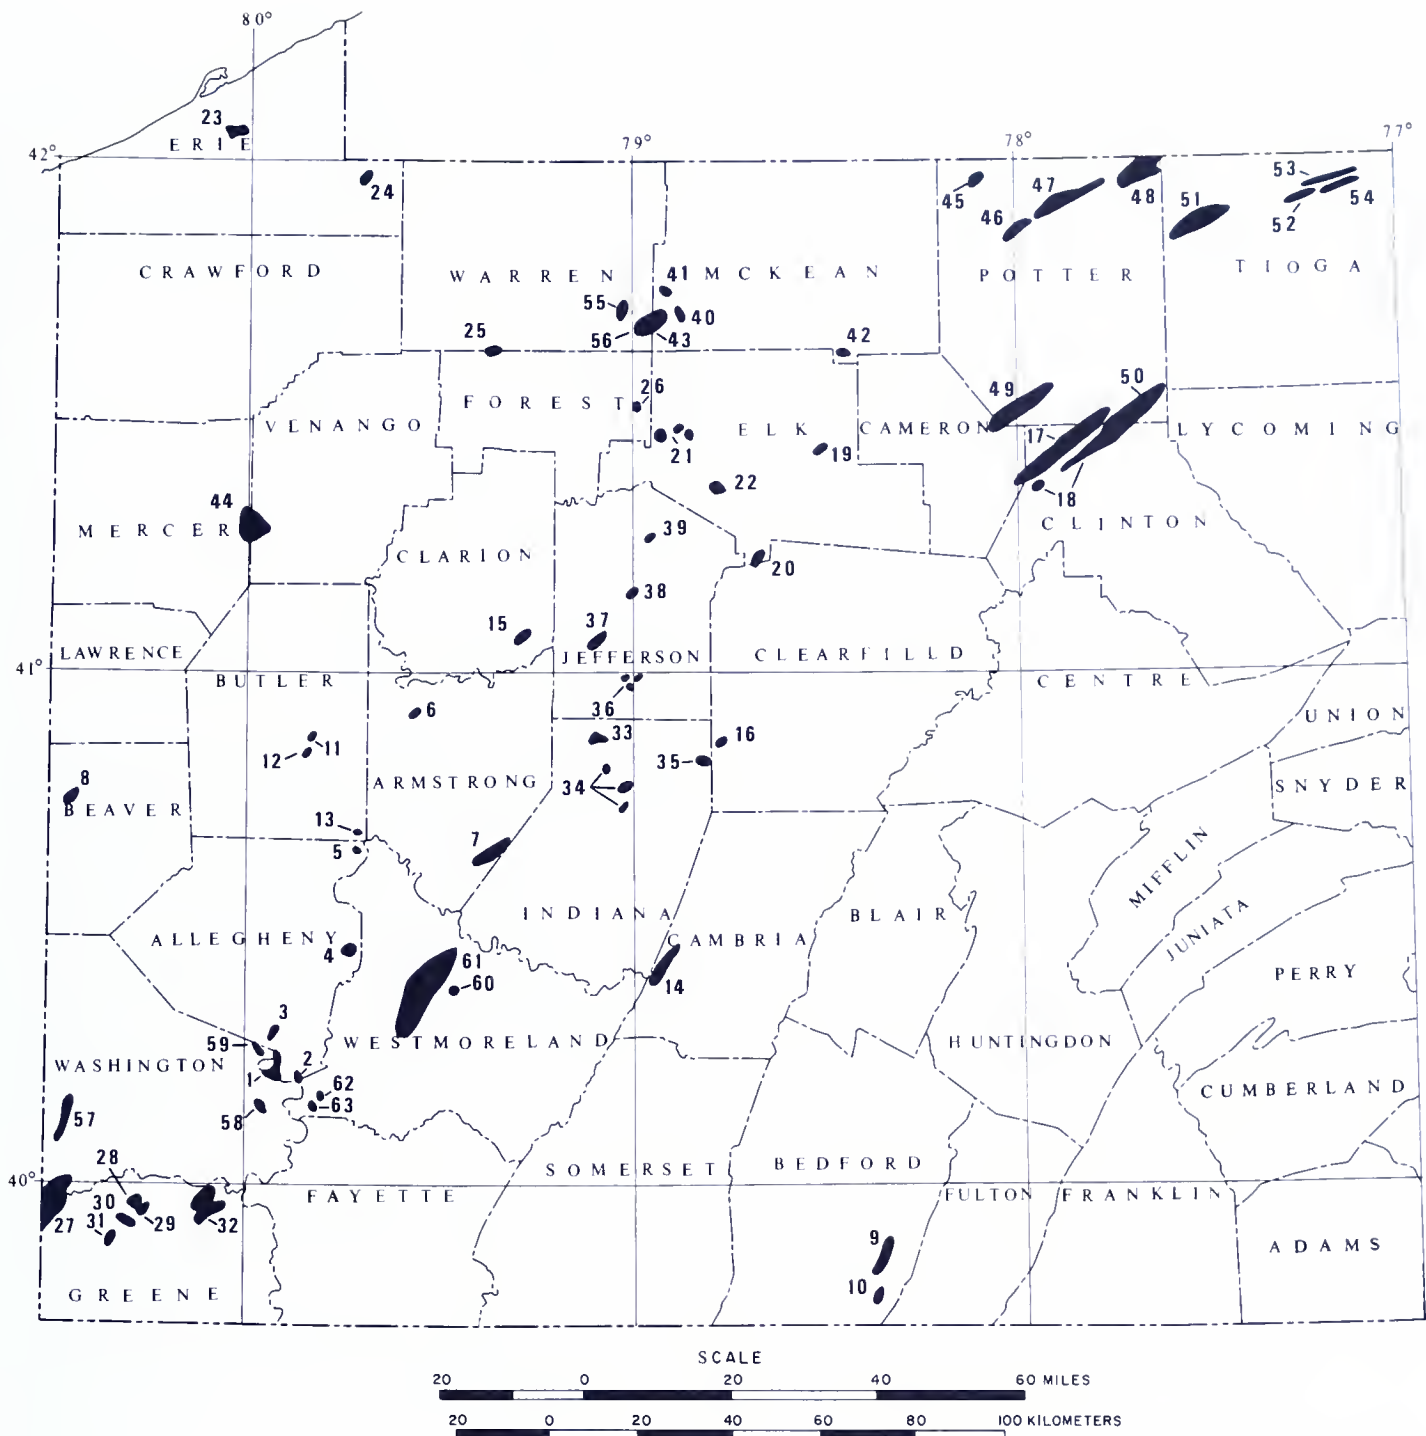 80°
23
ERIE
42°
79°
78°
77°
24
45
47
48
53
54
52
51
46
CRAWFORD
WARREN
41
MCKEAN
POTTER
TIOGA
55
40
56
43
25
42
26
49
50
FOREST
VENANGO
ELK
CAMERON
17
LYCOMING
21
19
22
18
44
MERCER
39
CLINTON
CLARION
20
38
15
37
LAWRENCE
JEFFERSON
CLEARFILLD
41°
BUTLER
CENTRE
36
6
UNION
11
33
16
12
35
8
ARMSTRONG
34
SNYDER
BEAVER
13
5
7
MIFFLIN
INDIANA
BLAIR
JUNIATA
ALLEGHENY
CAMBRIA
4
61
60
14
PERRY
3
59
WESTMORELAND
HUNTINGDON
WASHINGTON
2
1
62
63
58
57
CUMBERLAND
28
40°
SOMERSET
BEDFORD
FAYETTE
FULTON
FRANKLIN
30
27
31
29
32
9
ADAMS
10
GREENE
SCALE
20 0 20 40 60 MILES
20 0 20 40 60 80 100 KILOMETERS